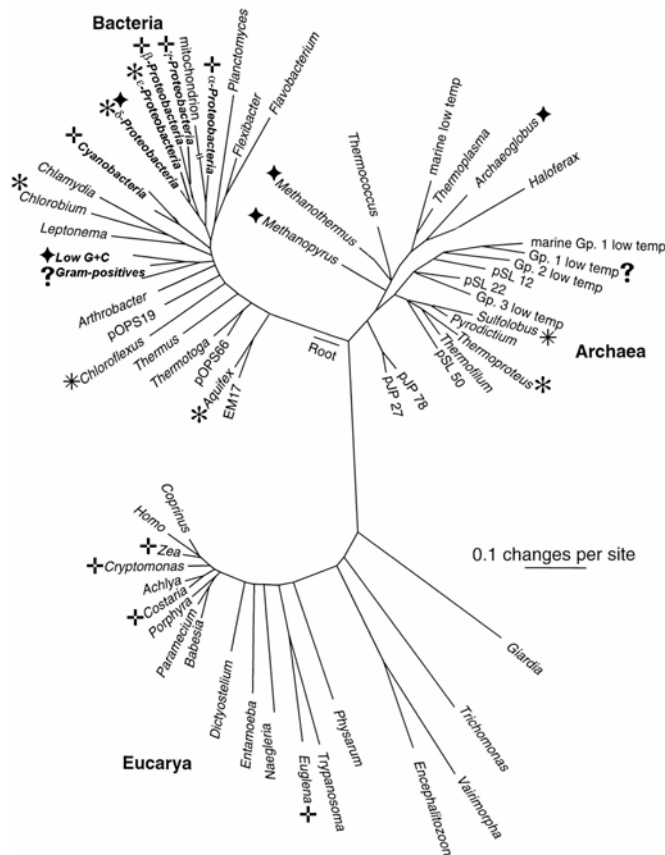 Bacteria
mitochondrion
β-Proteobacteria
γ-Proteobacteria
α-Proteobacteria
ε-Proteobacteria
δ-Proteobacteria
Planctomyces
Flavobacterium
Flexibacter
Cyanobacteria
Chlamydia
Chlorobium
Leptonema
Low G+C
? Gram-positives
Arthrobacter
pOPS19
Chloroflexus
Thermus
Thermotoga
pOPS66
Aquifex
EM17
Root
Methanothermus
Methanopyrus
Thermococcus
marine low temp
Thermoplasma
Archaeoglobus
Haloferax
marine Gp. 1 low temp
Gp. 1 low temp
Gp. 2 low temp ?
pSL 12
pSL 22
Gp. 3 low temp
Sulfolobus
Pyrodictium
Thermoproteus
Thermofilum
pSL 50
pJP 78
pJP 27
Archaea
0.1 changes per site
Coprinus
Homo
Zea
Cryptomonas
Achlya
Costaria
Porphyra
Paramecium
Babesia
Dictyostelium
Entamoeba
Naegleria
Euglena
Trypanosoma
Physarum
Encephalitozoon
Vairimorpha
Trichomonas
Giardia
Eucarya